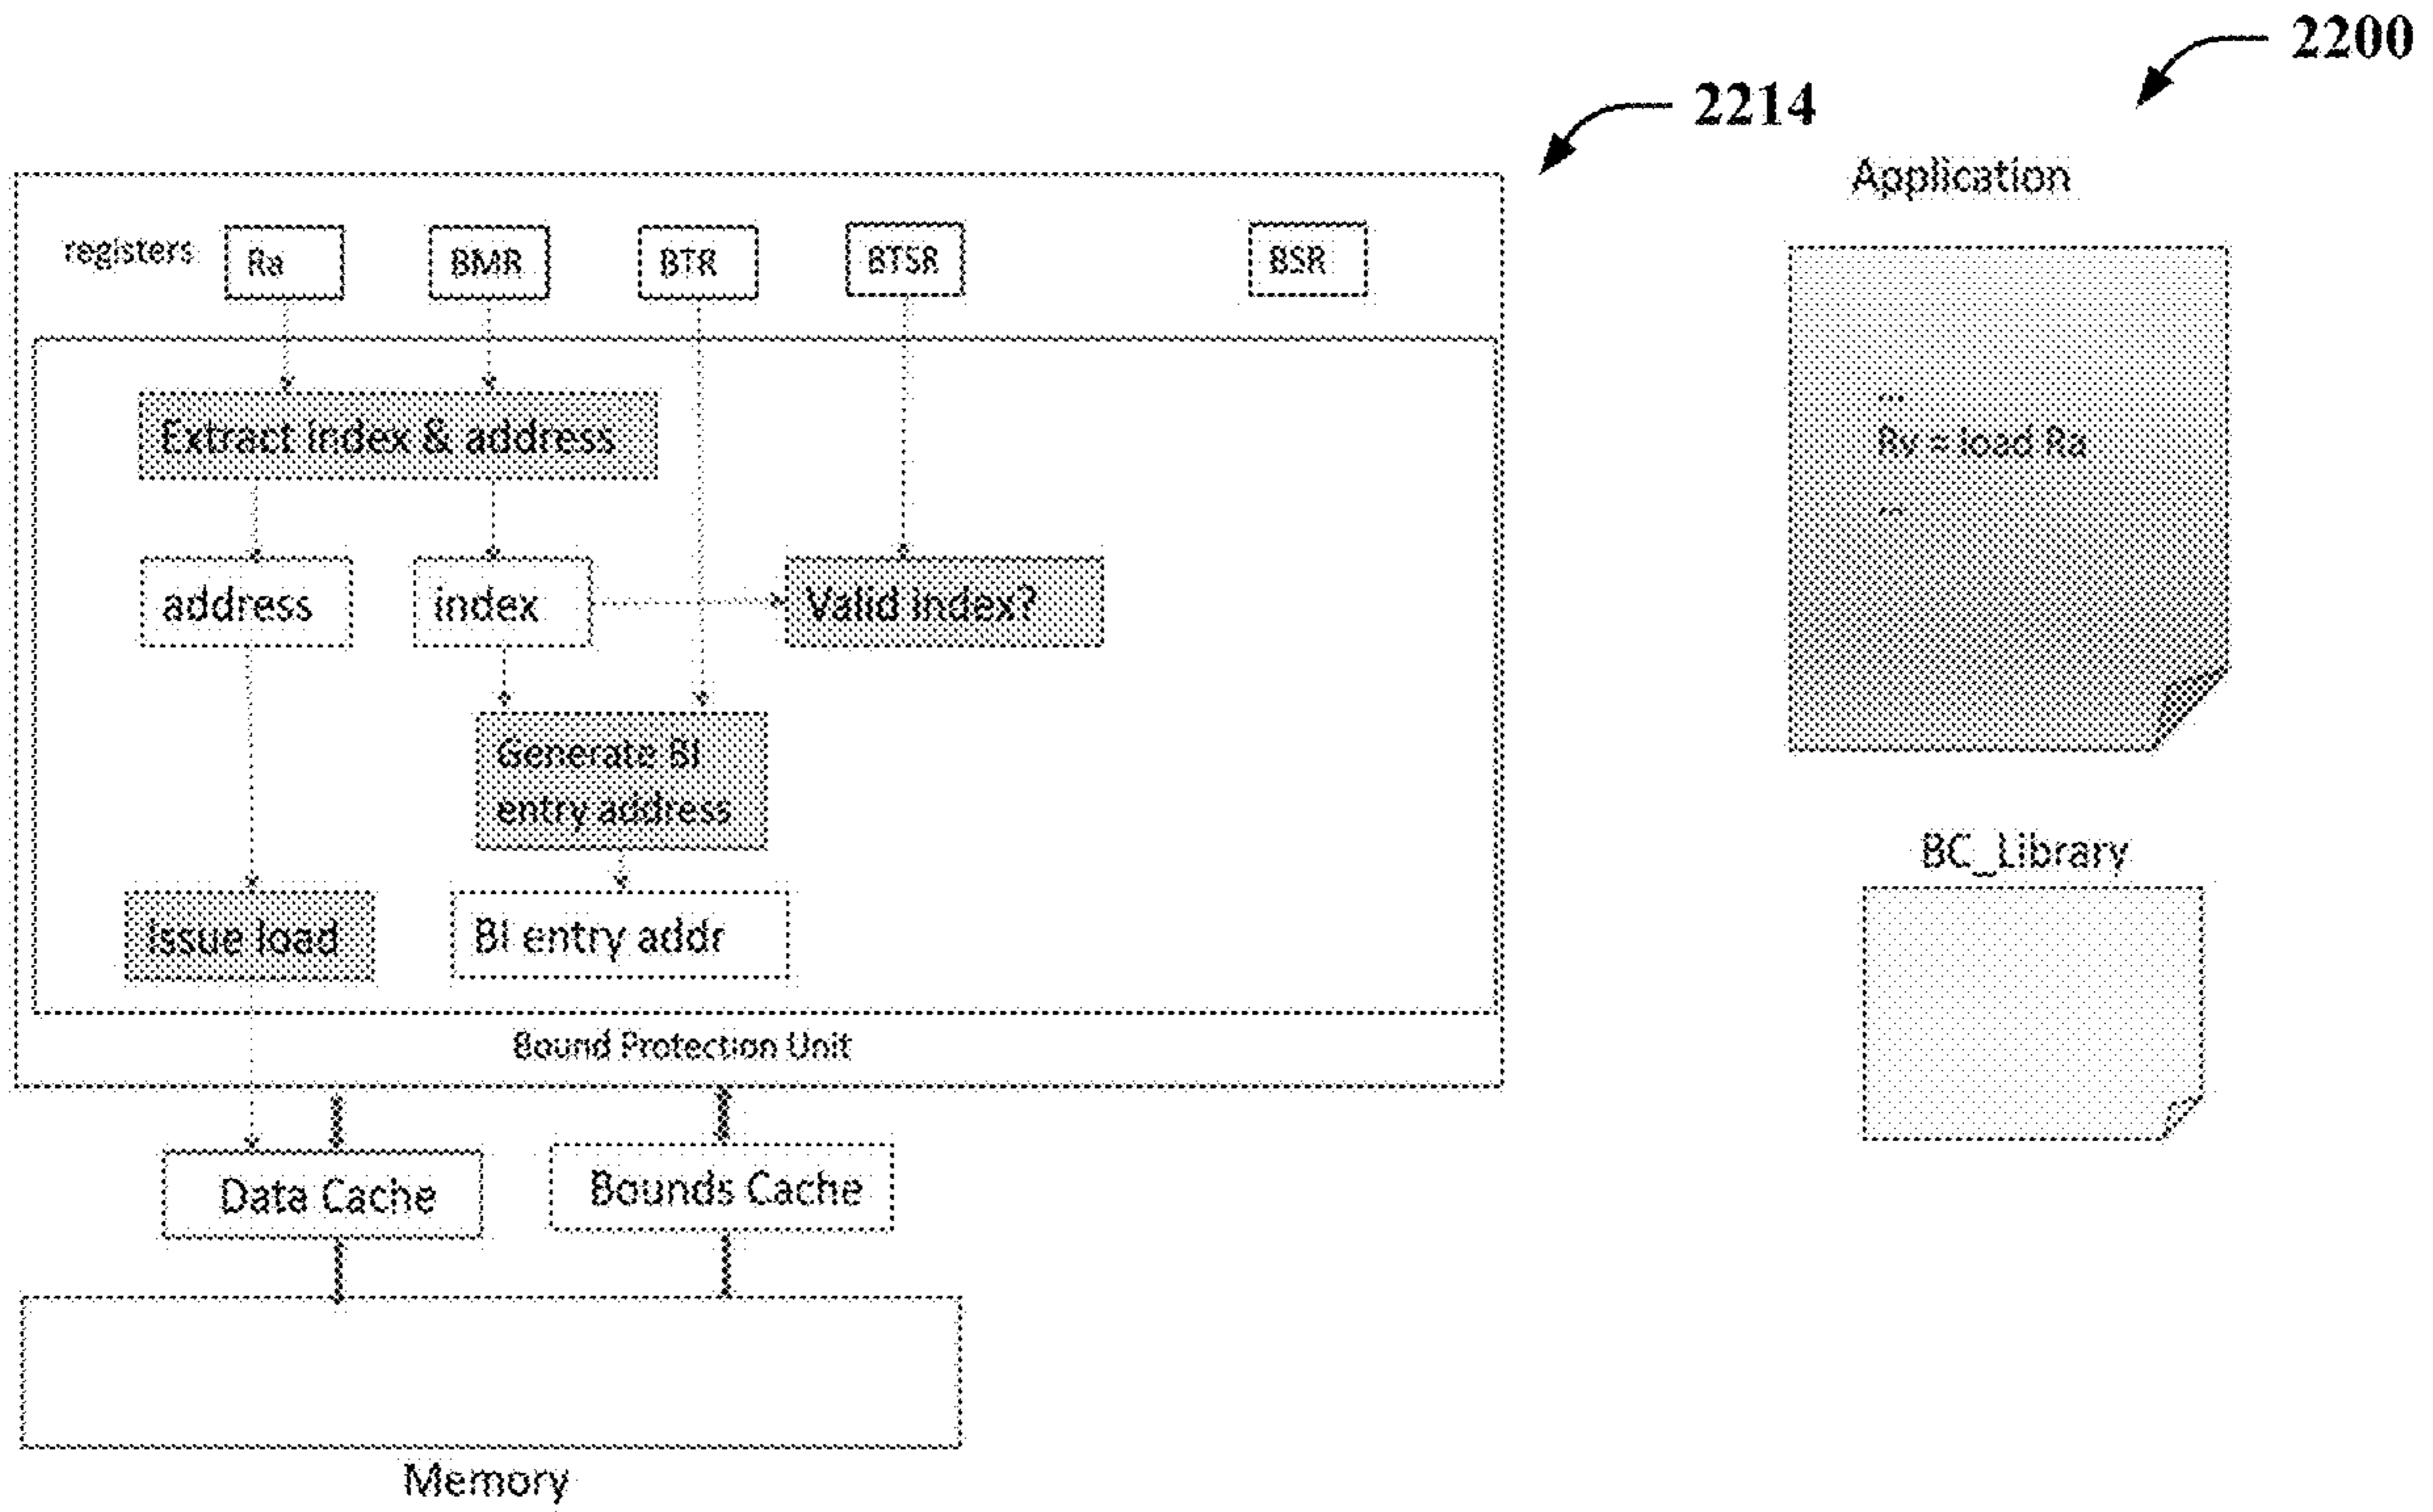 2200
2214
Application
registers
Ra
BMR
BTR
BTSR
BSR
Extract index & address
...
Rv = load Ra
...
address
index
Valid index?
Generate BI
entry address
BC_Library
Issue load
BI entry addr
Bound Protection Unit
Data Cache
Bounds Cache
Memory